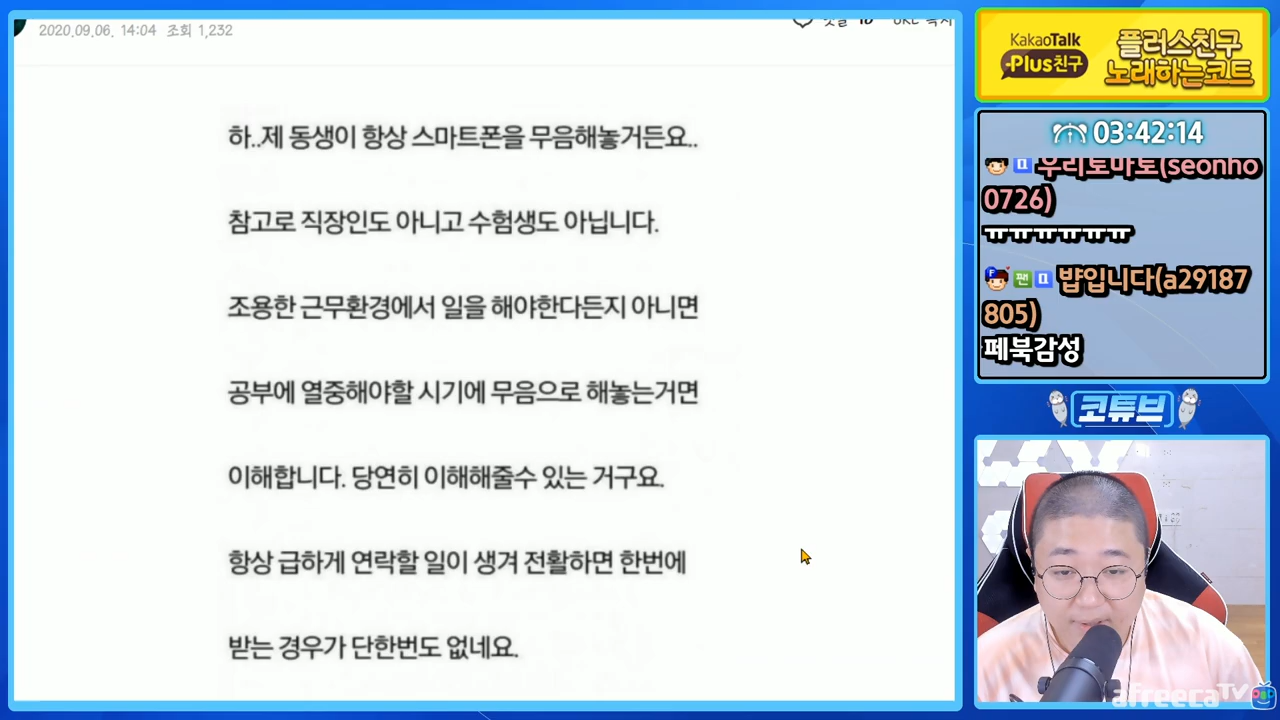 2020.09.06. 14:04 조회 1,232
하..제 동생이 항상 스마트폰을 무음해놓거든요..
참고로 직장인도 아니고 수험생도 아닙니다.
조용한 근무환경에서 일을 해야한다든지 아니면
공부에 열중해야할 시기에 무음으로 해놓는거면
이해합니다. 당연히 이해해줄수 있는 거구요.
항상 급하게 연락할 일이 생겨 전활하면 한번에
받는 경우가 단한번도 없네요.
KakaoTalk
Plus친구
플러스친구
노래하는코트
03:42:14
우리토마토(seonho
0726)
ㅠㅠㅠㅠㅠㅠ
F 팬 뱝입니다(a29187
805)
페북감성
코튜브
afreecaTV